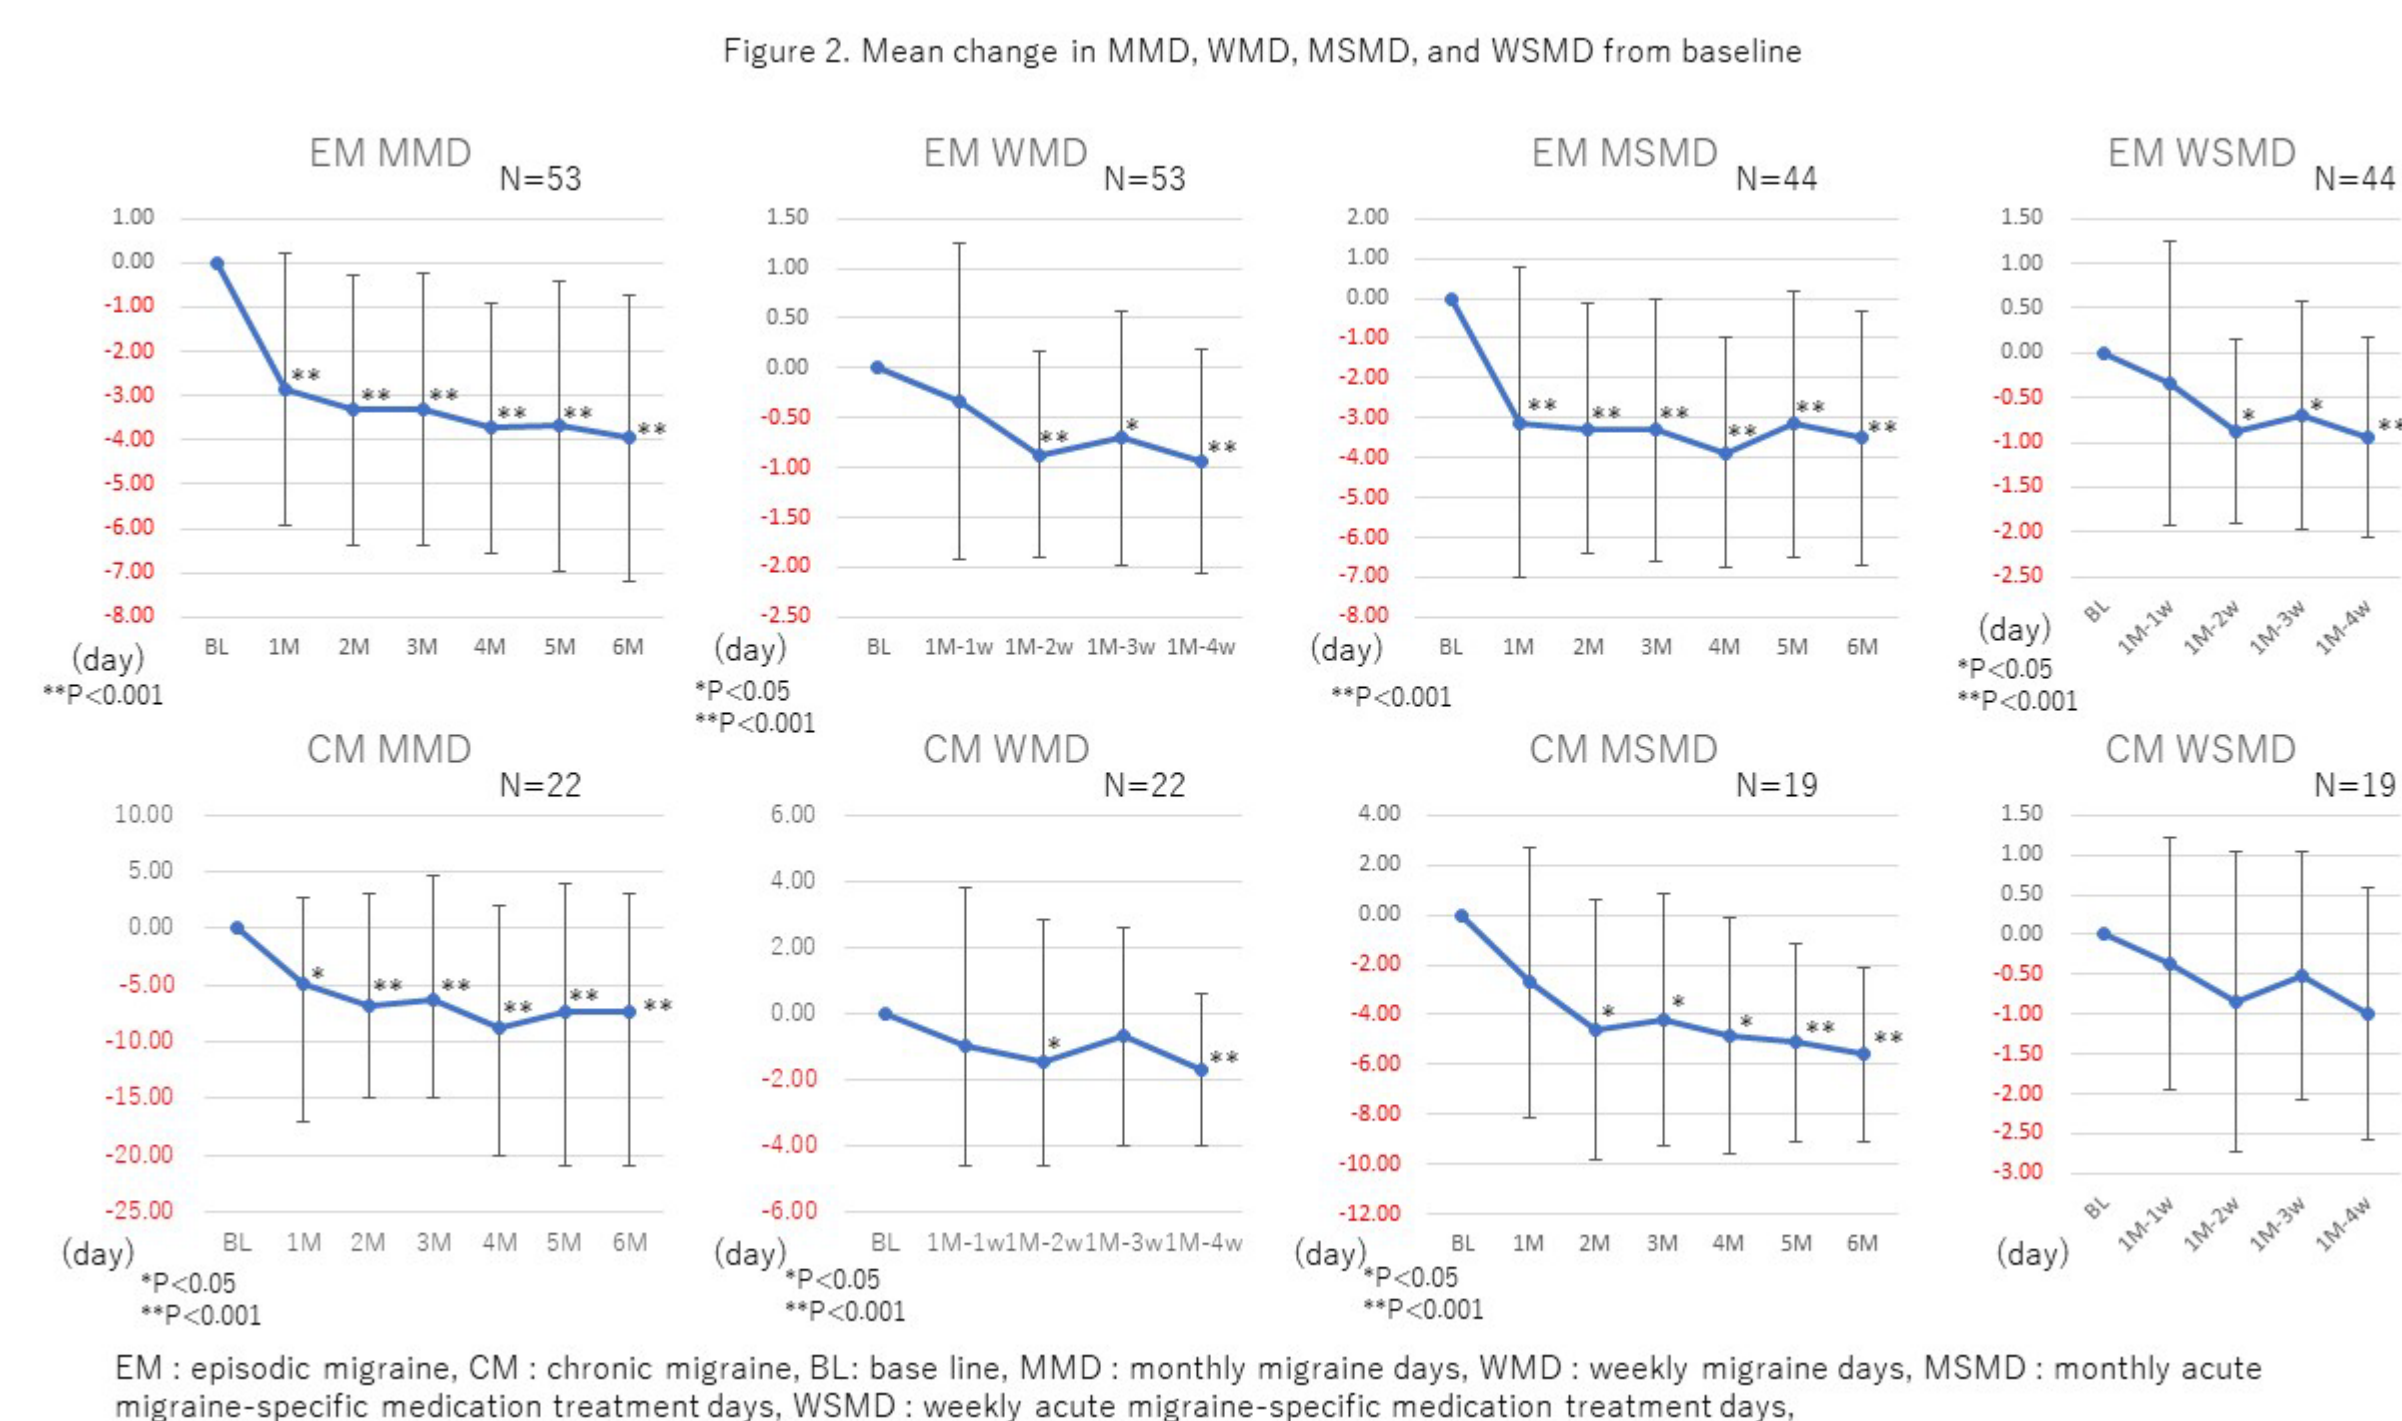 Figure 2. Mean change in MMD, WMD, MSMD, and WSMD from baseline
EM MMD
N=53
1.00
0.00
-1.00
-2.00
-3.00
-4.00
-5.00
-6.00
-7.00
-8.00
** ** ** ** ** **
BL 1M 2M 3M 4M 5M 6M
(day)
**P<0.001
EM WMD
N=53
1.50
1.00
0.50
0.00
-0.50
-1.00
-1.50
-2.00
-2.50
** * **
BL 1M-1w 1M-2w 1M-3w 1M-4w
(day)
*P<0.05
**P<0.001
EM MSMD
N=44
2.00
1.00
0.00
-1.00
-2.00
-3.00
-4.00
-5.00
-6.00
-7.00
-8.00
** ** ** ** ** **
BL 1M 2M 3M 4M 5M 6M
(day)
**P<0.001
EM WSMD
N=44
1.50
1.00
0.50
0.00
-0.50
-1.00
-1.50
-2.00
-2.50
* * **
BL 1M-1w 1M-2w 1M-3w 1M-4w
(day)
*P<0.05
**P<0.001
CM MMD
N=22
10.00
5.00
0.00
-5.00
-10.00
-15.00
-20.00
-25.00
* ** ** ** ** **
BL 1M 2M 3M 4M 5M 6M
(day)
*P<0.05
**P<0.001
CM WMD
N=22
6.00
4.00
2.00
0.00
-2.00
-4.00
-6.00
* **
BL 1M-1w 1M-2w 1M-3w 1M-4w
(day)
*P<0.05
**P<0.001
CM MSMD
N=19
4.00
2.00
0.00
-2.00
-4.00
-6.00
-8.00
-10.00
-12.00
* * * ** **
BL 1M 2M 3M 4M 5M 6M
(day)
*P<0.05
**P<0.001
CM WSMD
N=19
1.50
1.00
0.50
0.00
-0.50
-1.00
-1.50
-2.00
-2.50
-3.00
BL 1M-1w 1M-2w 1M-3w 1M-4w
(day)
EM : episodic migraine, CM : chronic migraine, BL: base line, MMD : monthly migraine days, WMD : weekly migraine days, MSMD : monthly acute
migraine-specific medication treatment days, WSMD : weekly acute migraine-specific medication treatment days,